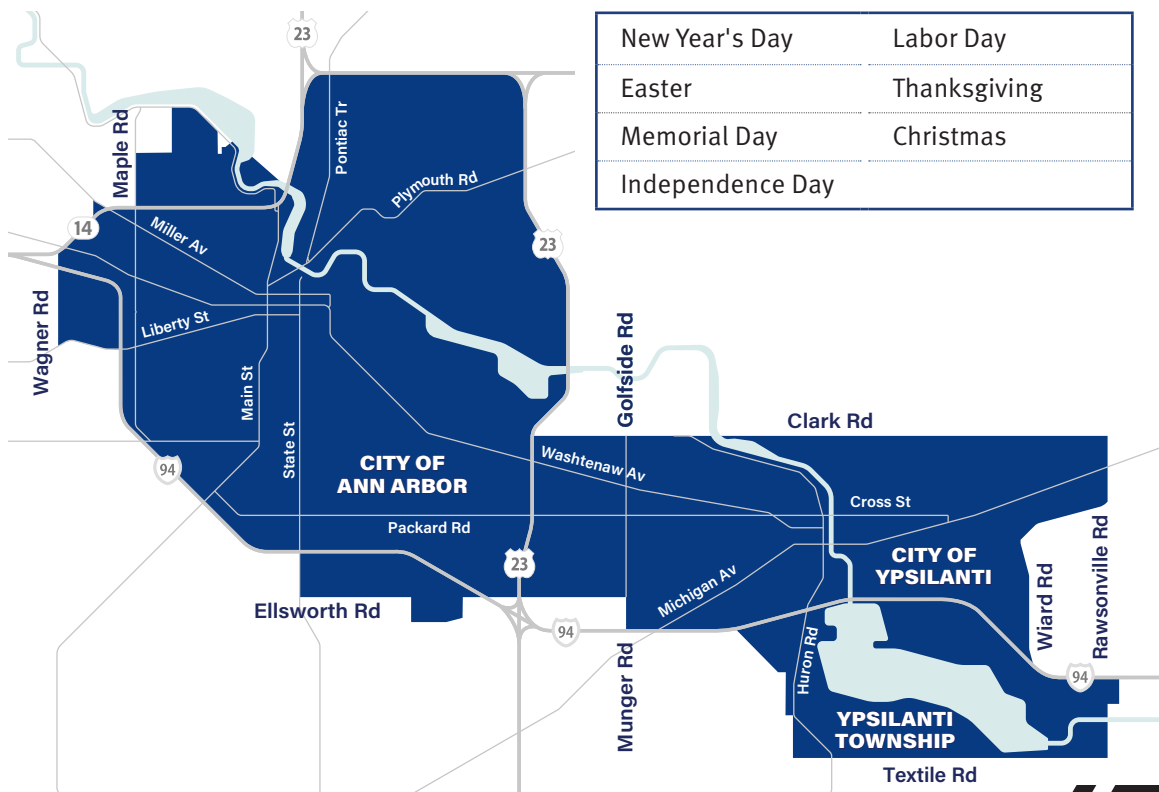 New Year's Day
Labor Day
Easter
Thanksgiving
Memorial Day
Christmas
Independence Day
23
Maple Rd
Pontiac Tr
Plymouth Rd
14
Miller Av
23
Wagner Rd
Liberty St
Golfside Rd
Main St
State St
Clark Rd
94
CITY OF
ANN ARBOR
Washtenaw Av
Cross St
Packard Rd
23
CITY OF
YPSILANTI
Michigan Av
Wiard Rd
Rawsonville Rd
Ellsworth Rd
94
Munger Rd
Huron Rd
94
YPSILANTI
TOWNSHIP
Textile Rd